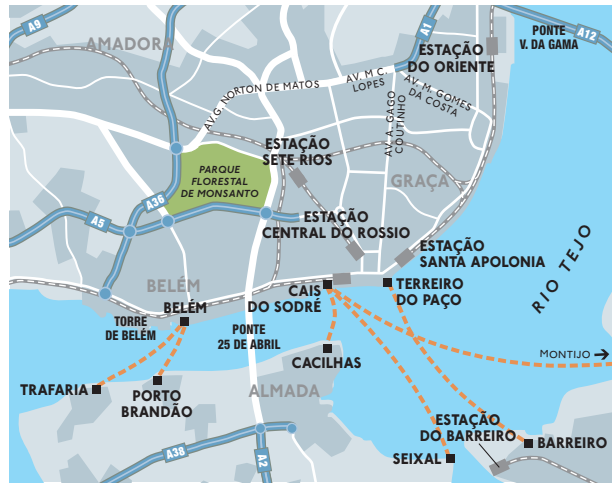 A9
A1
A12
PONTE
V. DA GAMA
AMADORA
ESTAÇÃO
DO ORIENTE
AV. M C.
LOPES
AV. G. NORTON DE MATOS
AV. M. GOMES
DA COSTA
AV. A. GAGO
COUTINHO
ESTAÇÃO
SETE RIOS
PARQUE
FLORESTAL
DE MONSANTO
GRAÇA
A36
A5
ESTAÇÃO
CENTRAL DO ROSSIO
ESTAÇÃO
SANTA APOLONIA
RIO TEJO
BELÉM
BELÉM
CAIS
DO SODRÉ
TERREIRO
DO PAÇO
TORRE
DE BELÉM
PONTE
25 DE ABRIL
MONTIJO
CACILHAS
TRAFARIA
PORTO
BRANDÃO
ALMADA
ESTAÇÃO
DO BARREIRO
BARREIRO
SEIXAL
A38
A2